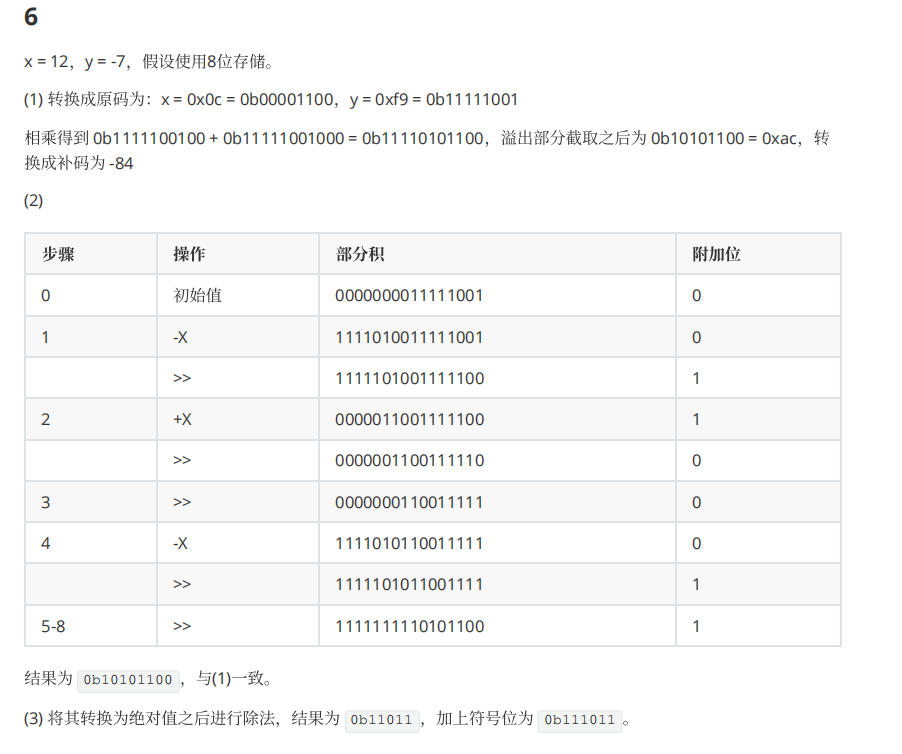 6
x = 12，y = -7，假设使用8位存储。
(1) 转换成原码为：x = 0x0c = 0b00001100，y = 0xf9 = 0b11111001
相乘得到 0b1111100100 + 0b11111001000 = 0b11110101100，溢出部分截取之后为 0b10101100 = 0xac，转
换成补码为 -84
(2)
步骤 操作 部分积 附加位
0 初始值 0000000011111001 0
1 -X 1111010011111001 0
>> 1111101001111100 1
2 +X 0000011001111100 1
>> 0000001100111110 0
3 >> 0000000110011111 0
4 -X 1111010110011111 0
>> 1111101011001111 1
5-8 >> 1111111110101100 1
结果为 0b10101100 ，与(1)一致。
(3) 将其转换为绝对值之后进行除法，结果为 0b11011 ，加上符号位为 0b111011 。